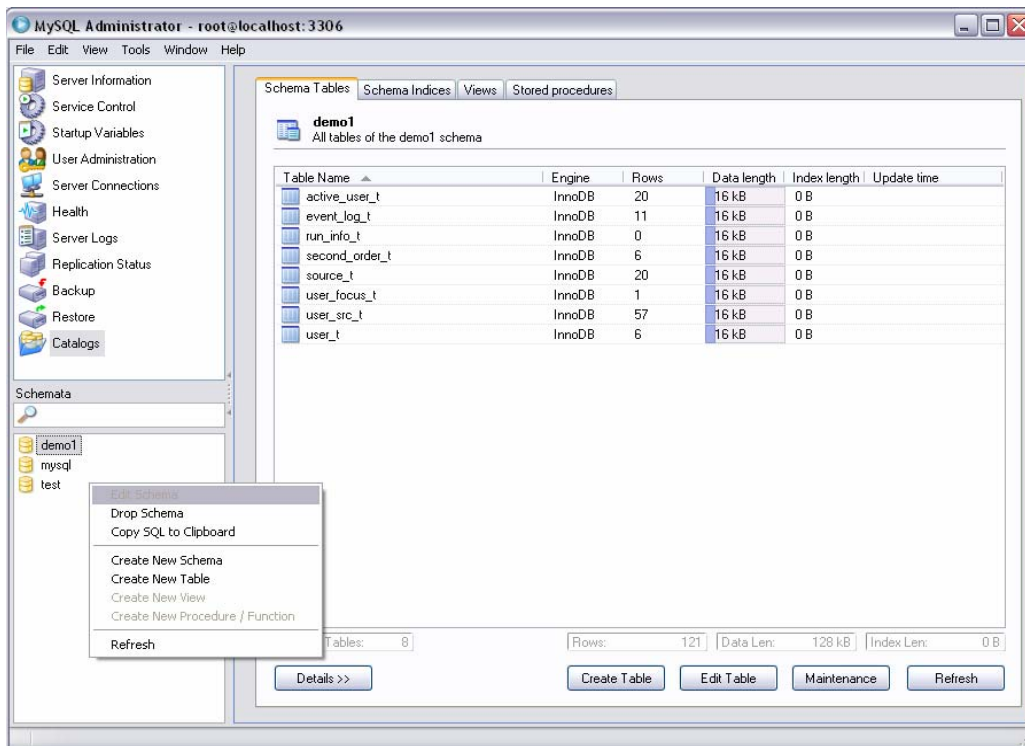 MySQL Administrator - root@localhost:3306
File Edit View Tools Window Help
Server Information
Service Control
Startup Variables
User Administration
Server Connections
Health
Server Logs
Replication Status
Backup
Restore
Catalogs
Schemata
demo1
mysql
test
Edit Schema
Drop Schema
Copy SQL to Clipboard
Create New Schema
Create New Table
Create New View
Create New Procedure / Function
Refresh
Schema Tables Schema Indices Views Stored procedures
demo1
All tables of the demo1 schema
Table Name Engine Rows Data length Index length Update time
active_user_t InnoDB 20 16 kB 0 B
event_log_t InnoDB 11 16 kB 0 B
run_info_t InnoDB 0 16 kB 0 B
second_order_t InnoDB 6 16 kB 0 B
source_t InnoDB 20 16 kB 0 B
user_focus_t InnoDB 1 16 kB 0 B
user_src_t InnoDB 57 16 kB 0 B
user_t InnoDB 6 16 kB 0 B
Tables: 8 Rows: 121 Data Len: 128 kB Index Len: 0 B
Details >> Create Table Edit Table Maintenance Refresh